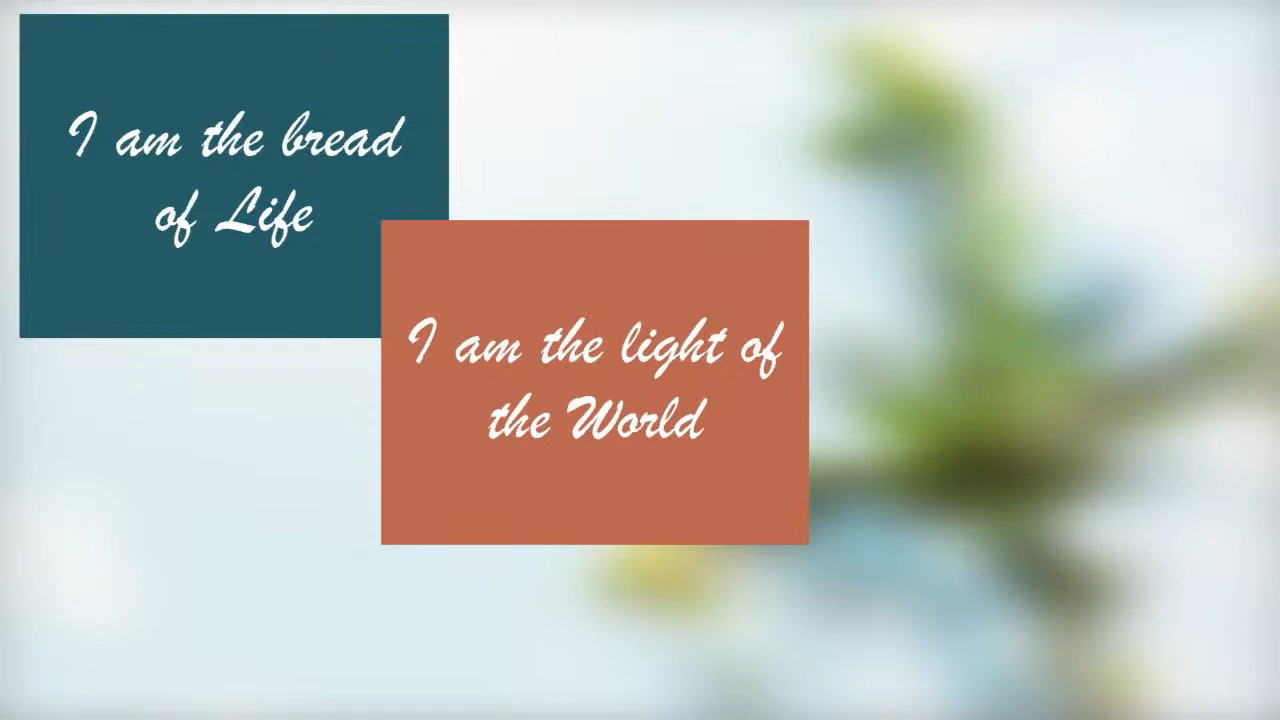 I am the bread
of Life
I am the light of
the World